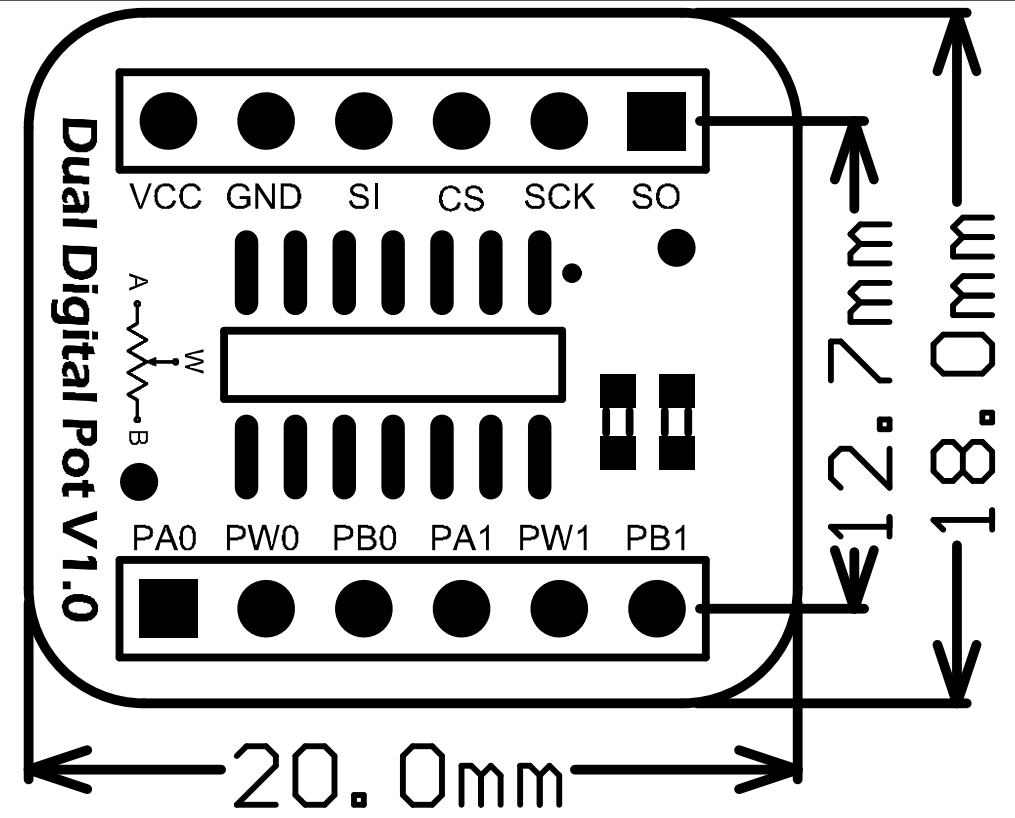 VCC GND SI CS SCK SO
Dual Digital Pot V1.0
A
W
B
12.7mm
18.0mm
PA0 PW0 PB0 PA1 PW1 PB1
20.0mm